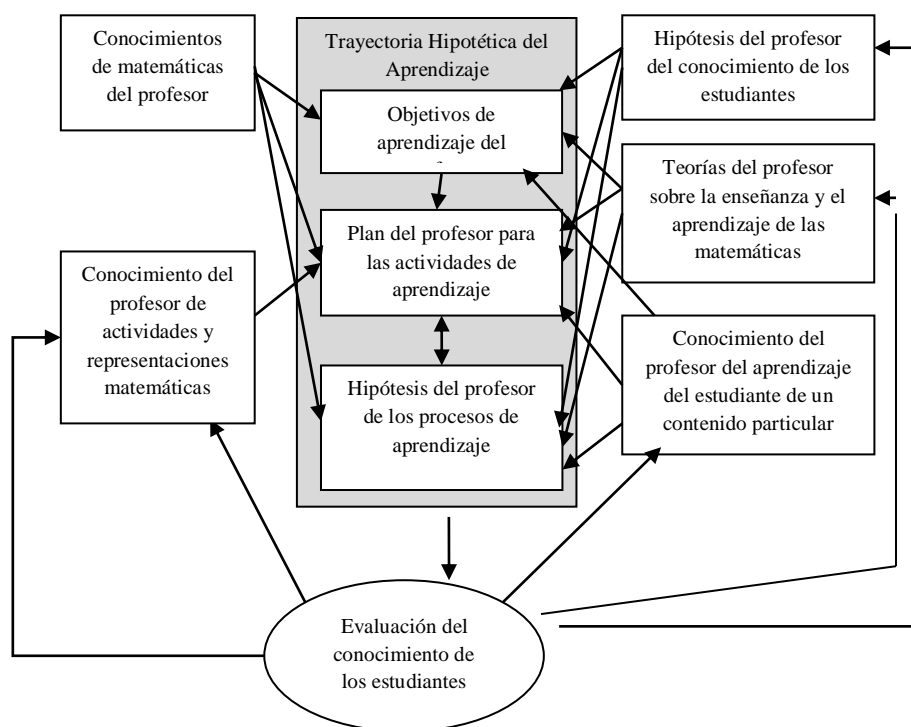 Conocimientos
de matemáticas
del profesor
Trayectoria Hipotética del
Aprendizaje
Objetivos de
aprendizaje del
Plan del profesor para
las actividades de
aprendizaje
Hipótesis del profesor
de los procesos de
aprendizaje
Hipótesis del profesor
del conocimiento de los
estudiantes
Teorías del profesor
sobre la enseñanza y el
aprendizaje de las
matemáticas
Conocimiento del
profesor del aprendizaje
del estudiante de un
contenido particular
Conocimiento del
profesor de
actividades y
representaciones
matemáticas
Evaluación del
conocimiento de
los estudiantes